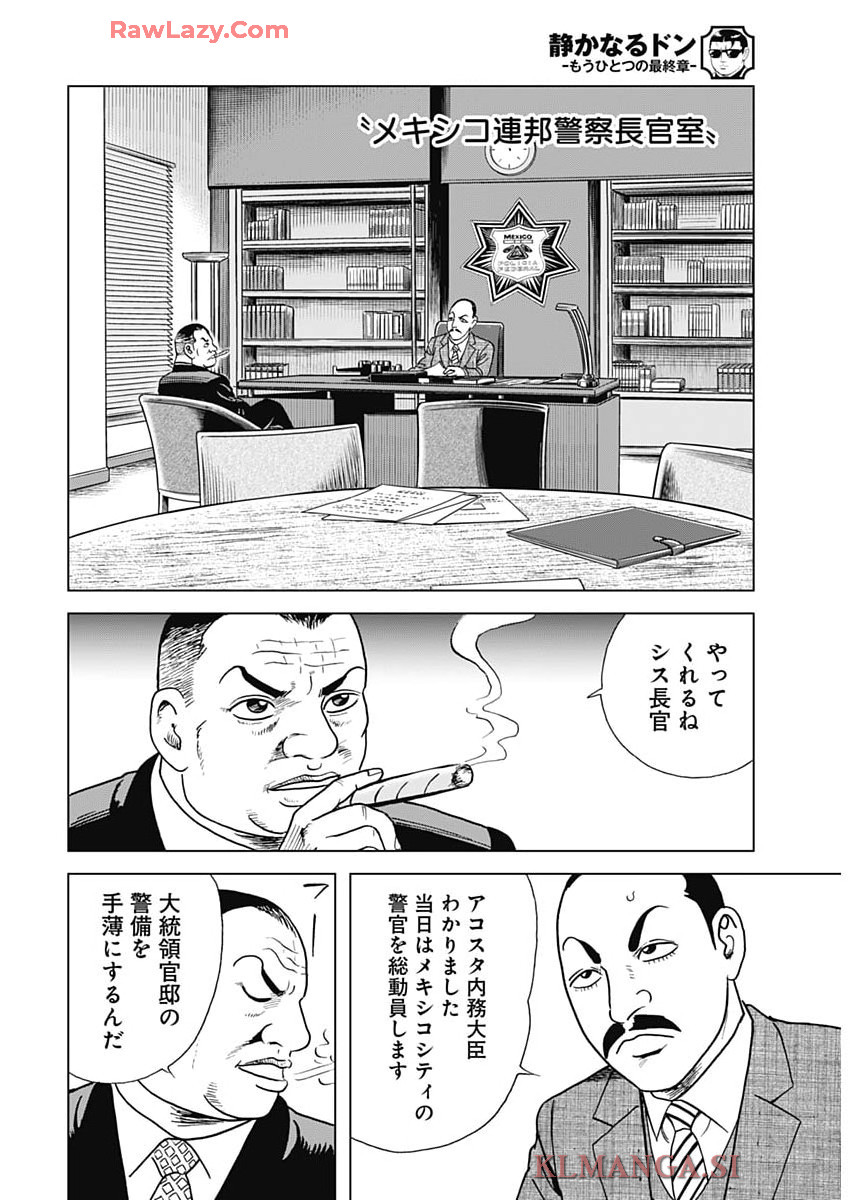 RawLazy.Com
静かなるドン
-もうひとつの最終章-
〝メキシコ連邦警察長官室〟
MEXICO
POLICIA
FEDERAL
やって
くれるね
シス長官
アコスタ内務大臣
わかりました
当日はメキシコシティの
警官を総動員します
大統領官邸の
警備を
手薄にするんだ
KLMANGA.SI